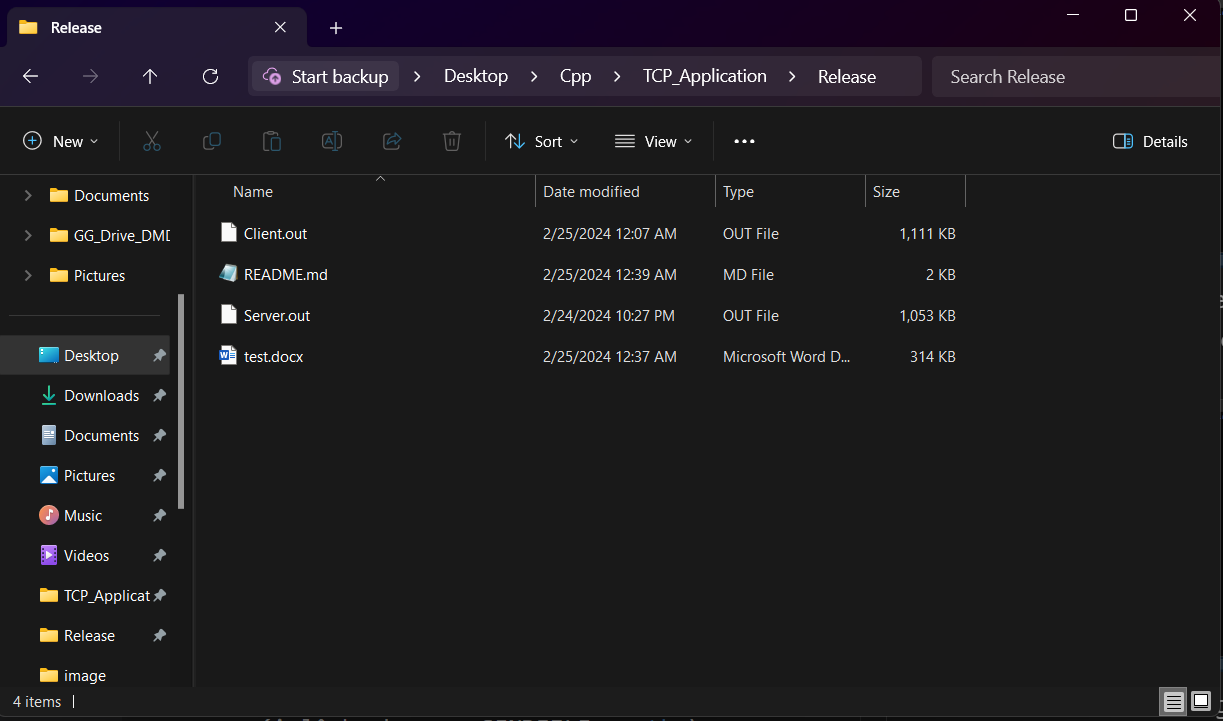 Release
Start backup > Desktop > Cpp > TCP_Application > Release
Search Release
New
Sort
View
Details
Documents
GG_Drive_DMD
Pictures
Desktop
Downloads
Documents
Pictures
Music
Videos
TCP_Applicat
Release
image
Name Date modified Type Size
Client.out 2/25/2024 12:07 AM OUT File 1,111 KB
README.md 2/25/2024 12:39 AM MD File 2 KB
Server.out 2/24/2024 10:27 PM OUT File 1,053 KB
test.docx 2/25/2024 12:37 AM Microsoft Word D... 314 KB
4 items